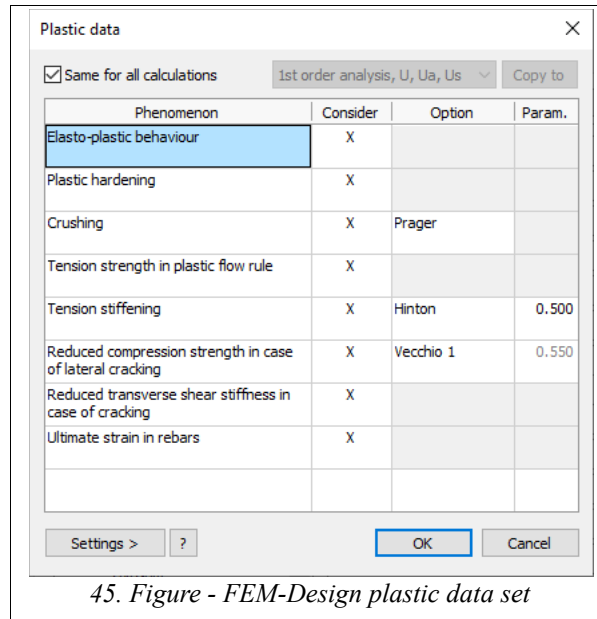 Plastic data
Same for all calculations 1st order analysis, U, Ua, Us Copy to
Phenomenon Consider Option Param.
Elasto-plastic behaviour X
Plastic hardening X
Crushing X Prager
Tension strength in plastic flow rule X
Tension stiffening X Hinton 0.500
Reduced compression strength in case X Vecchio 1 0.550
of lateral cracking
Reduced transverse shear stiffness in X
case of cracking
Ultimate strain in rebars X
Settings > ? OK Cancel
45. Figure - FEM-Design plastic data set